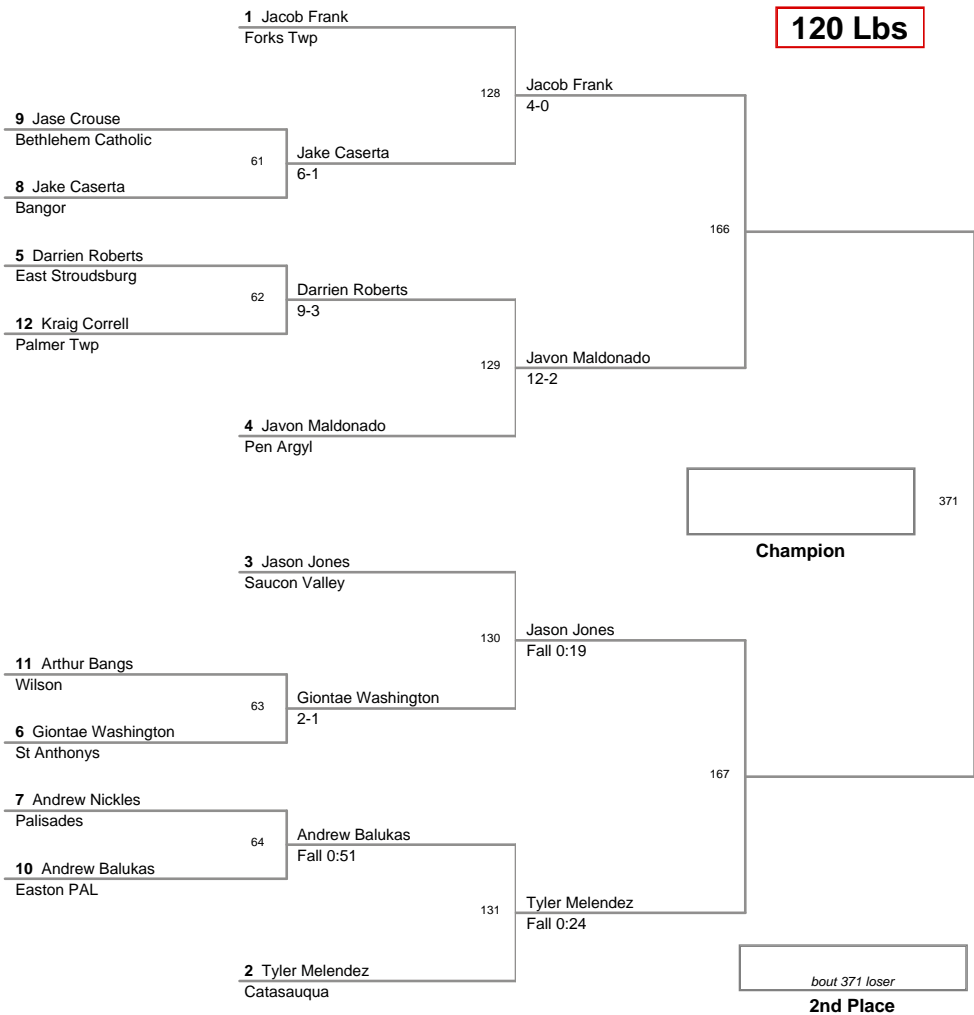 1 Jacob Frank
Forks Twp
120 Lbs
128
Jacob Frank
4-0
9 Jase Crouse
Bethlehem Catholic
61
Jake Caserta
6-1
8 Jake Caserta
Bangor
166
5 Darrien Roberts
East Stroudsburg
62
Darrien Roberts
9-3
12 Kraig Correll
Palmer Twp
129
Javon Maldonado
12-2
4 Javon Maldonado
Pen Argyl
371
Champion
3 Jason Jones
Saucon Valley
130
Jason Jones
Fall 0:19
11 Arthur Bangs
Wilson
63
Giontae Washington
2-1
6 Giontae Washington
St Anthonys
167
7 Andrew Nickles
Palisades
64
Andrew Balukas
Fall 0:51
10 Andrew Balukas
Easton PAL
131
Tyler Melendez
Fall 0:24
2 Tyler Melendez
Catasauqua
bout 371 loser
2nd Place